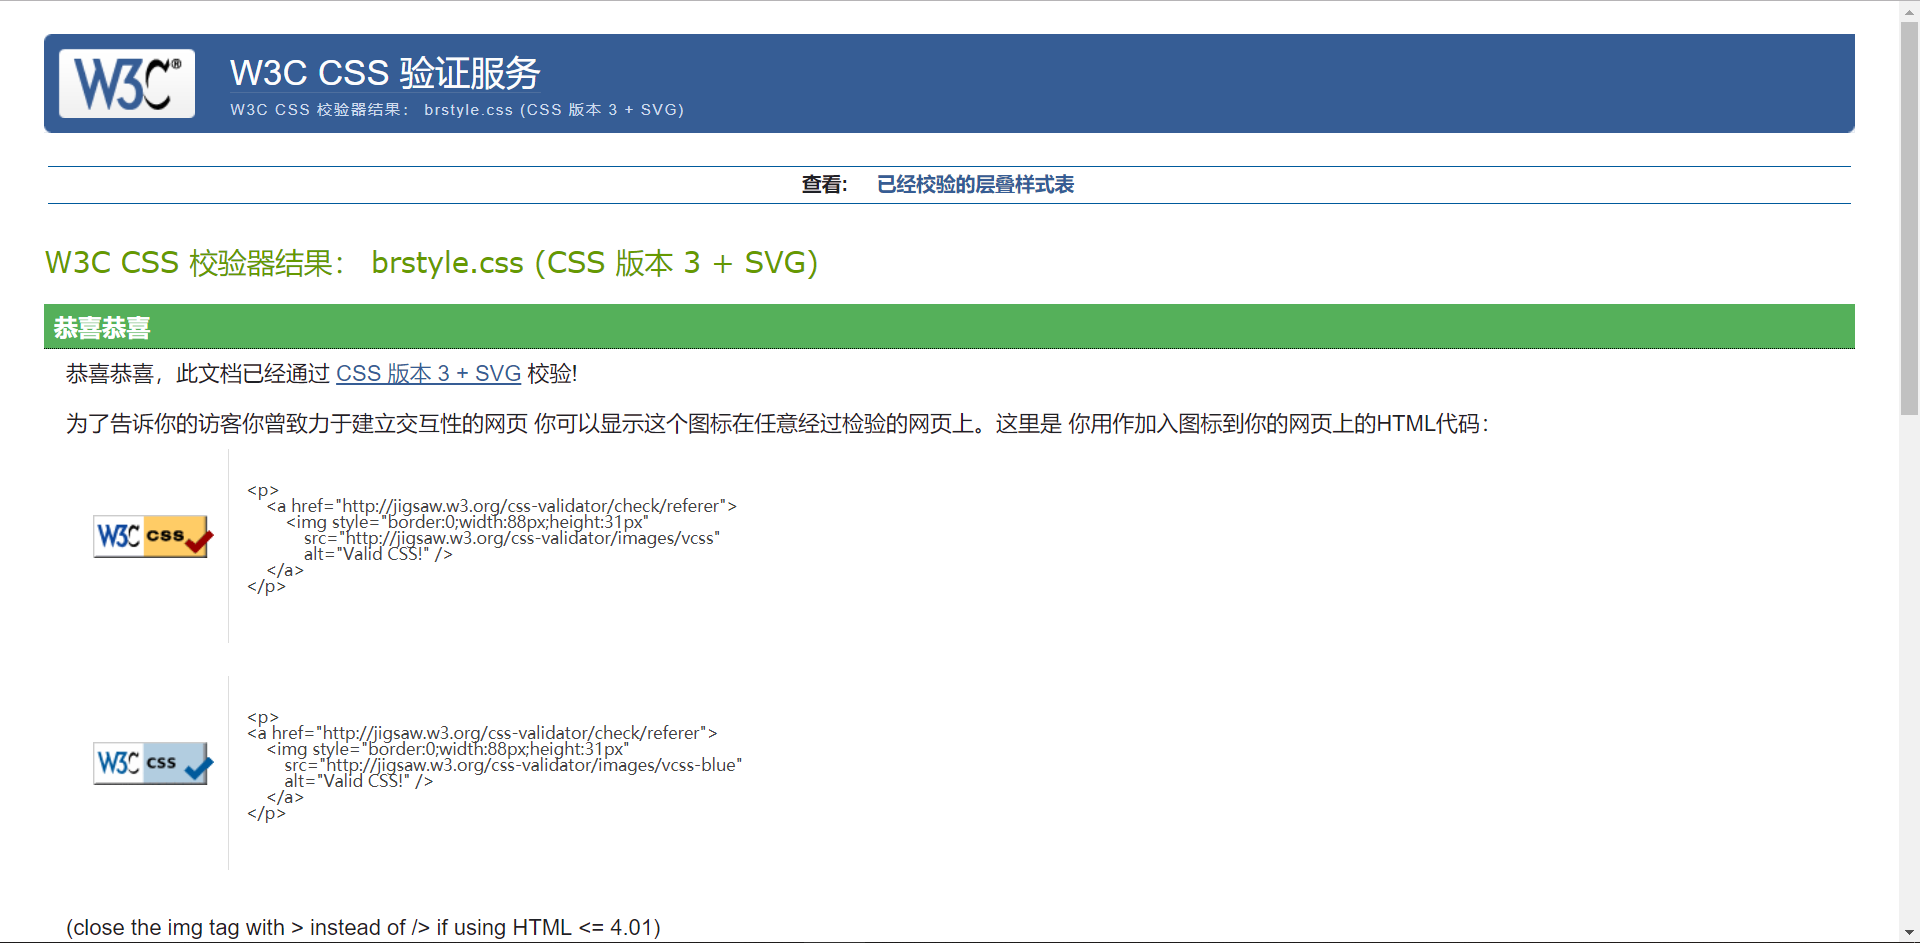 W3C®
W3C CSS 验证服务
W3C CSS 校验器结果： brstyle.css (CSS 版本 3 + SVG)
查看: 已经校验的层叠样式表
W3C CSS 校验器结果： brstyle.css (CSS 版本 3 + SVG)
恭喜恭喜
恭喜恭喜，此文档已经通过 CSS 版本 3 + SVG 校验!
为了告诉你的访客你曾致力于建立交互性的网页 你可以显示这个图标在任意经过检验的网页上。这里是 你用作加入图标到你的网页上的HTML代码：
W3C css
<p>
<a href="http://jigsaw.w3.org/css-validator/check/referer">
<img style="border:0;width:88px;height:31px"
src="http://jigsaw.w3.org/css-validator/images/vcss"
alt="Valid CSS!" />
</a>
</p>
W3C css
<p>
<a href="http://jigsaw.w3.org/css-validator/check/referer">
<img style="border:0;width:88px;height:31px"
src="http://jigsaw.w3.org/css-validator/images/vcss-blue"
alt="Valid CSS!" />
</a>
</p>
(close the img tag with > instead of /> if using HTML <= 4.01)